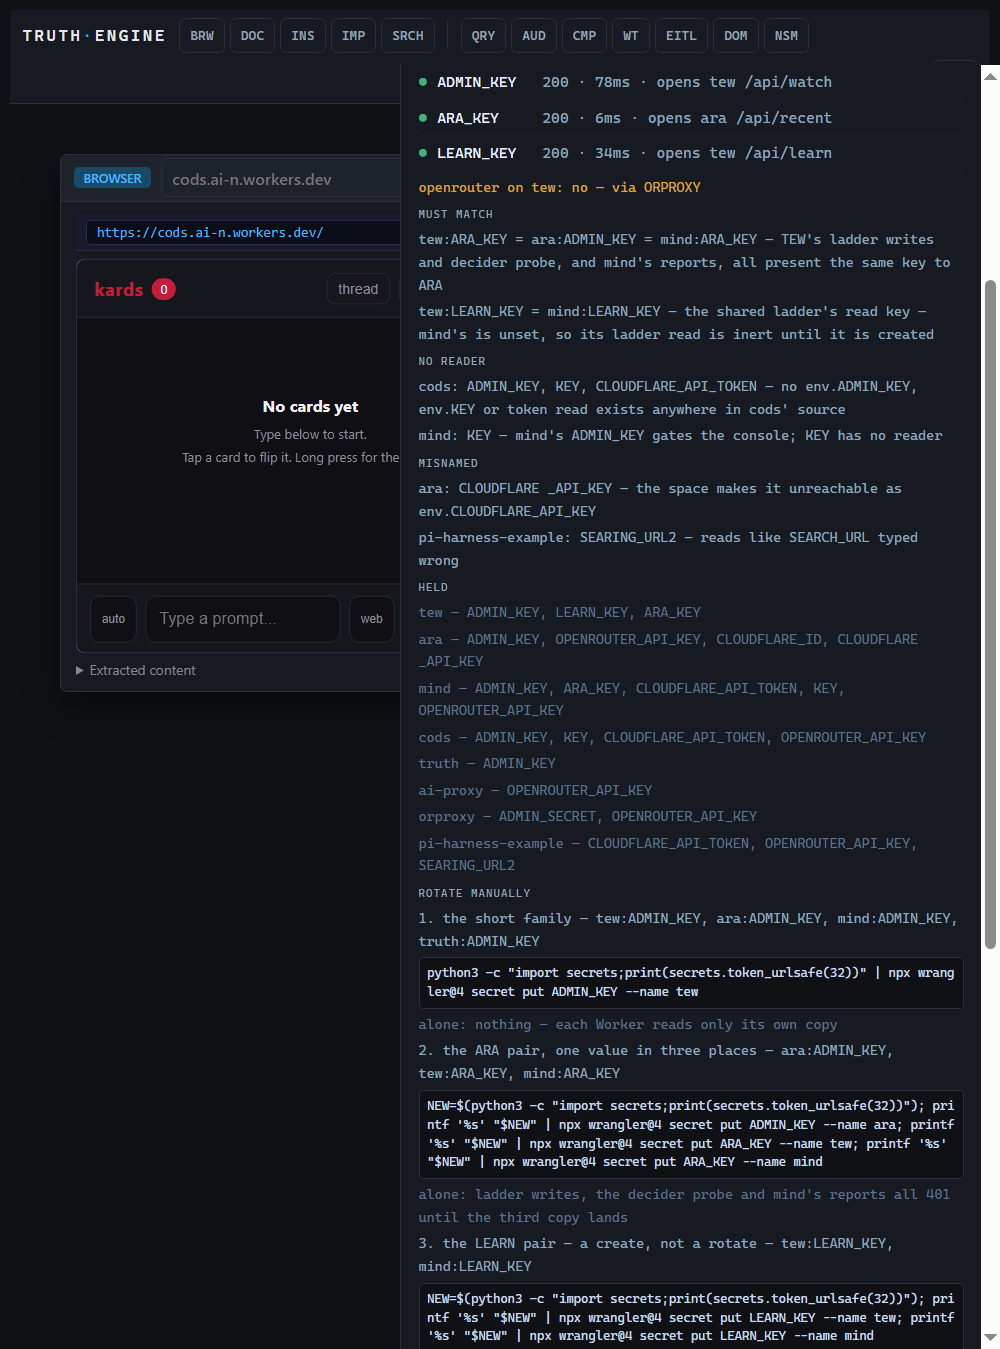 TRUTH·ENGINE BRW DOC INS IMP SRCH QRY AUD CMP WT EITL DOM NSM
BROWSER cods.ai-n.workers.dev
https://cods.ai-n.workers.dev/
kards 0 thread
No cards yet
Type below to start.
Tap a card to flip it. Long press for the
auto Type a prompt... web
▶ Extracted content
ADMIN_KEY 200 · 78ms · opens tew /api/watch
ARA_KEY 200 · 6ms · opens ara /api/recent
LEARN_KEY 200 · 34ms · opens tew /api/learn
openrouter on tew: no — via ORPROXY
MUST MATCH
tew:ARA_KEY = ara:ADMIN_KEY = mind:ARA_KEY — TEW's ladder writes
and decider probe, and mind's reports, all present the same key to
ARA
tew:LEARN_KEY = mind:LEARN_KEY — the shared ladder's read key —
mind's is unset, so its ladder read is inert until it is created
NO READER
cods: ADMIN_KEY, KEY, CLOUDFLARE_API_TOKEN — no env.ADMIN_KEY,
env.KEY or token read exists anywhere in cods' source
mind: KEY — mind's ADMIN_KEY gates the console; KEY has no reader
MISNAMED
ara: CLOUDFLARE _API_KEY — the space makes it unreachable as
env.CLOUDFLARE_API_KEY
pi-harness-example: SEARING_URL2 — reads like SEARCH_URL typed
wrong
HELD
tew — ADMIN_KEY, LEARN_KEY, ARA_KEY
ara — ADMIN_KEY, OPENROUTER_API_KEY, CLOUDFLARE_ID, CLOUDFLARE
_API_KEY
mind — ADMIN_KEY, ARA_KEY, CLOUDFLARE_API_TOKEN, KEY,
OPENROUTER_API_KEY
cods — ADMIN_KEY, KEY, CLOUDFLARE_API_TOKEN, OPENROUTER_API_KEY
truth — ADMIN_KEY
ai-proxy — OPENROUTER_API_KEY
orproxy — ADMIN_SECRET, OPENROUTER_API_KEY
pi-harness-example — CLOUDFLARE_API_TOKEN, OPENROUTER_API_KEY,
SEARING_URL2
ROTATE MANUALLY
1. the short family — tew:ADMIN_KEY, ara:ADMIN_KEY, mind:ADMIN_KEY,
truth:ADMIN_KEY
python3 -c "import secrets;print(secrets.token_urlsafe(32))" | npx wrang
ler@4 secret put ADMIN_KEY --name tew
alone: nothing — each Worker reads only its own copy
2. the ARA pair, one value in three places — ara:ADMIN_KEY,
tew:ARA_KEY, mind:ARA_KEY
NEW=$(python3 -c "import secrets;print(secrets.token_urlsafe(32))"); pri
ntf '%s' "$NEW" | npx wrangler@4 secret put ADMIN_KEY --name ara; printf
'%s' "$NEW" | npx wrangler@4 secret put ARA_KEY --name tew; printf '%s'
"$NEW" | npx wrangler@4 secret put ARA_KEY --name mind
alone: ladder writes, the decider probe and mind's reports all 401
until the third copy lands
3. the LEARN pair — a create, not a rotate — tew:LEARN_KEY,
mind:LEARN_KEY
NEW=$(python3 -c "import secrets;print(secrets.token_urlsafe(32))"); pri
ntf '%s' "$NEW" | npx wrangler@4 secret put LEARN_KEY --name tew; printf
'%s' "$NEW" | npx wrangler@4 secret put LEARN_KEY --name mind